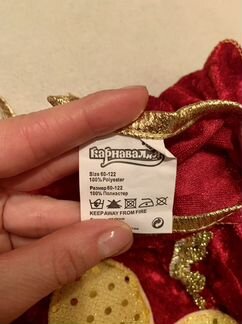 Карнавалия
Size 60-122
100% Polyester
Размер 60-122
100% Полиэстер
KEEP AWAY FROM FIRE